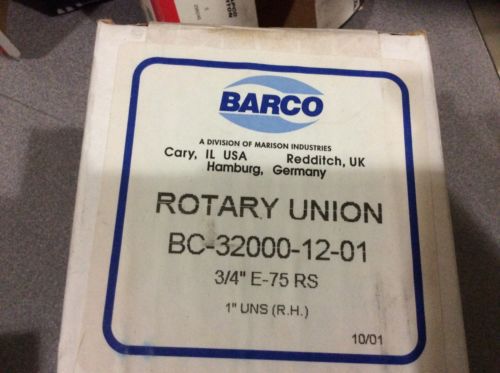 BARCO
A DIVISION OF MARISON INDUSTRIES
Cary, IL USA Redditch, UK
Hamburg, Germany
ROTARY UNION
BC-32000-12-01
3/4" E-75 RS
1" UNS (R.H.)
10/01